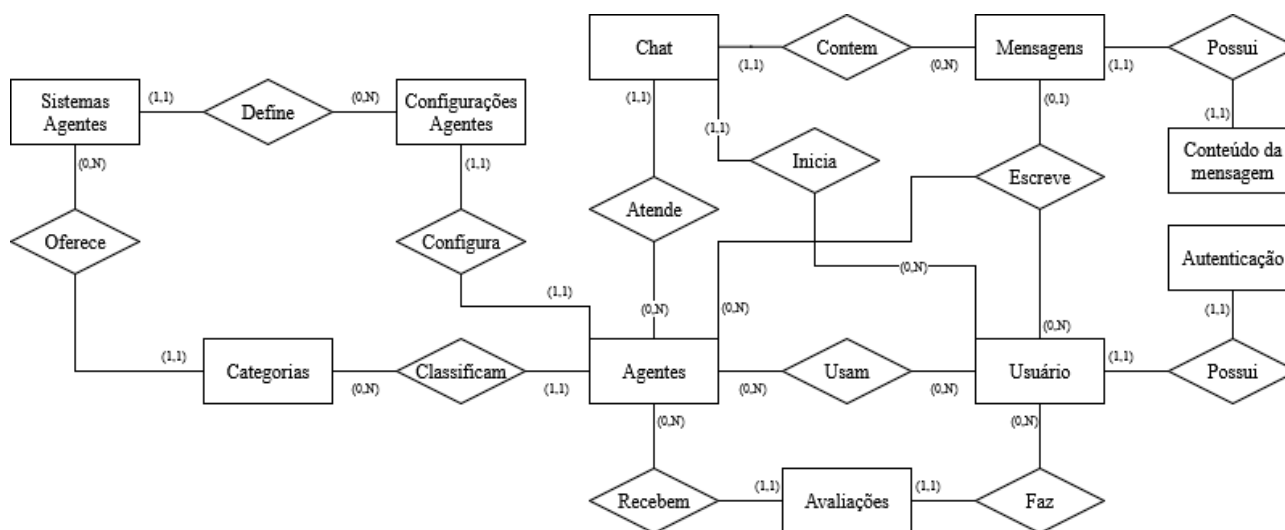 Chat
(1,1)
Contem
(0,N)
Mensagens
(1,1)
Possui
Sistemas
Agentes
(1,1)
Define
(0,N)
Configurações
Agentes
(1,1)
(1,1)
(0,1)
(1,1)
(0,N)
(1,1)
Inicia
Conteúdo da
mensagem
Escreve
Atende
Oferece
Configura
(0,N)
Autenticação
(1,1)
(0,N)
(0,N)
(1,1)
(0,N)
(1,1)
Categorias
(0,N)
Classificam
(1,1)
Agentes
(0,N)
Usam
(0,N)
Usuário
(1,1)
Possui
(0,N)
(0,N)
Recebem
(1,1)
Avaliações
(1,1)
Faz